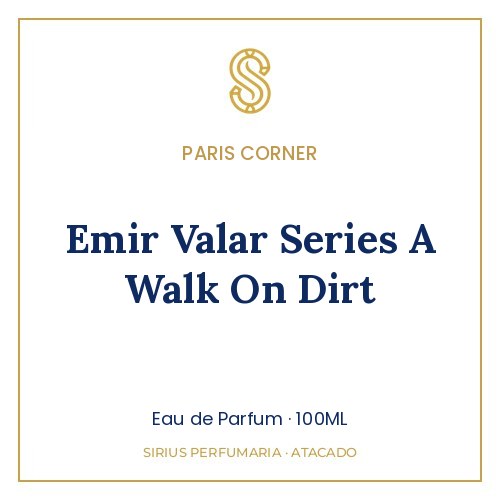 PARIS CORNER
Emir Valar Series A
Walk On Dirt
Eau de Parfum · 100ML
SIRIUS PERFUMARIA · ATACADO